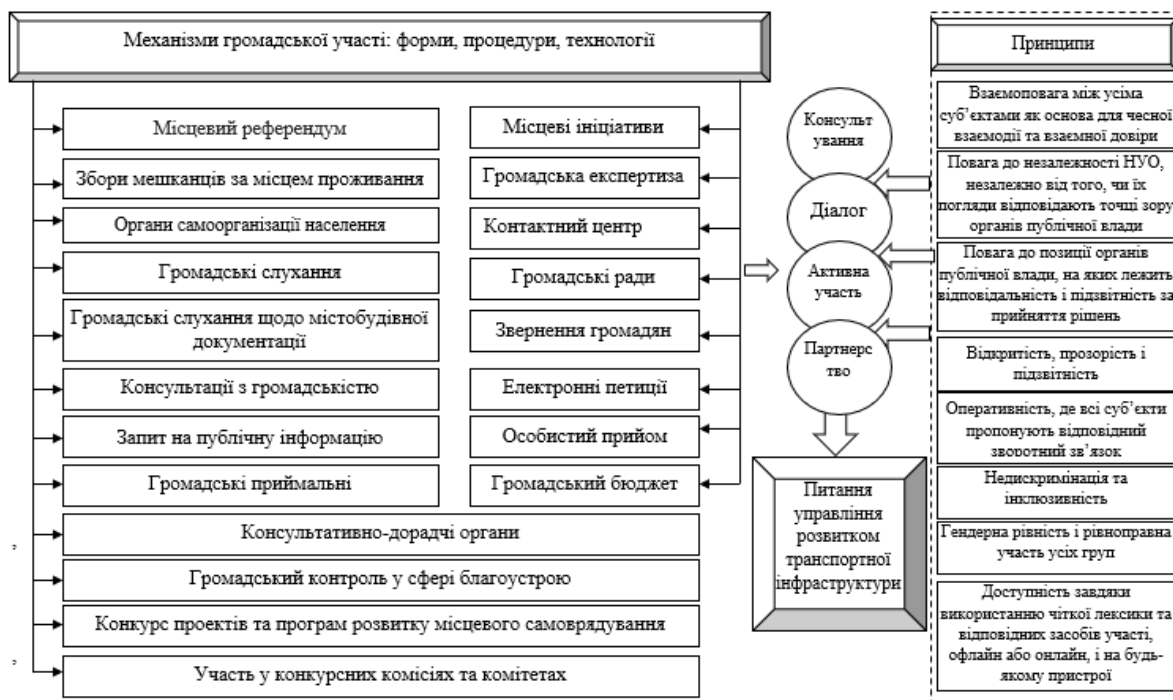 Механізми громадської участі: форми, процедури, технології
Місцевий референдум
Збори мешканців за місцем проживання
Органи самоорганізації населення
Громадські слухання
Громадські слухання щодо містобудівної
документації
Консультації з громадськістю
Запит на публічну інформацію
Громадські приймальні
Місцеві ініціативи
Громадська експертиза
Контактний центр
Громадські ради
Звернення громадян
Електронні петиції
Особистий прийом
Громадський бюджет
Консультативно-дорадчі органи
Громадський контроль у сфері благоустрою
Конкурс проектів та програм розвитку місцевого самоврядування
Участь у конкурсних комісіях та комітетах
,
,
Консульт
ування
Діалог
Активна
участь
Партнерс
тво
Питання
управління
розвитком
транспортної
інфраструктури
Принципи
Взаємоповага між усіма
суб’єктами як основа для чесної
взаємодії та взаємної довіри
Повага до незалежності НУО,
незалежно від того, чи їх
погляди відповідають точці зору
органів публічної влади
Повага до позиції органів
публічної влади, на яких лежить
відповідальність і підзвітність за
прийняття рішень
Відкритість, прозорість і
підзвітність
Оперативність, де всі суб’єкти
пропонують відповідний
зворотний зв’язок
Недискримінація та
інклюзивність
Гендерна рівність і рівноправна
участь усіх груп
Доступність завдяки
використанню чіткої лексики та
відповідних засобів участі,
офлайн або онлайн, і на будь-
якому пристрої